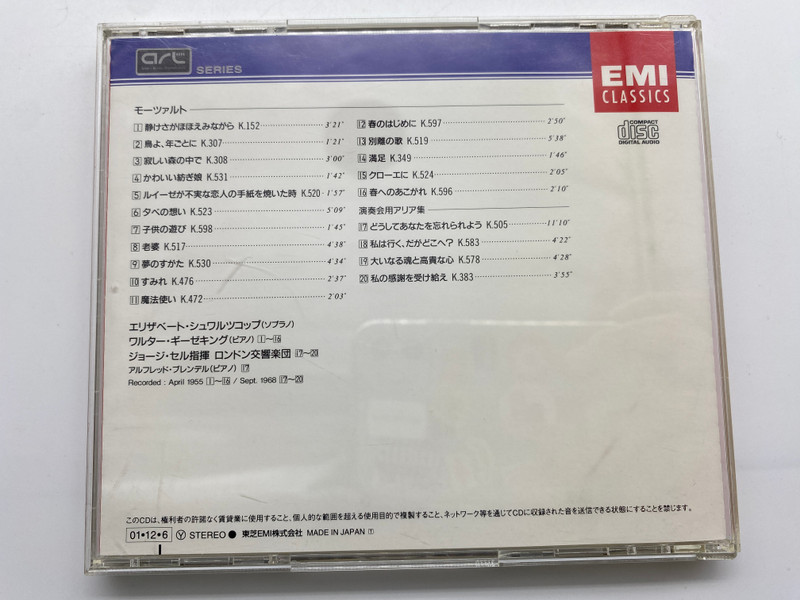 art
SERIES
EMI
CLASSICS
COMPACT
disc
DIGITAL AUDIO
モーツァルト
1 静けさがほほえみながら K.152 3'21"
2 鳥よ、年ごとに K.307 1'21"
3 寂しい森の中で K.308 3'00"
4 かわいい紡ぎ娘 K.531 1'42"
5 ルイーゼが不実な恋人の手紙を焼いた時 K.520 1'57"
6 夕べの想い K.523 5'09"
7 子供の遊び K.598 1'45"
8 老婆 K.517 4'38"
9 夢のすがた K.530 4'34"
10 すみれ K.476 2'37"
11 魔法使い K.472 2'03"
12 春のはじめに K.597 2'50"
13 別離の歌 K.519 5'38"
14 満足 K.349 1'46"
15 クローエに K.524 2'05"
16 春へのあこがれ K.596 2'10"
演奏会用アリア集
17 どうしてあなたを忘れられよう K.505 11'10"
18 私は行く、だがどこへ? K.583 4'22"
19 大いなる魂と高貴な心 K.578 4'28"
20 私の感謝を受け給え K.383 3'55"
エリザベート・シュワルツコップ(ソプラノ)
ワルター・ギーゼキング(ピアノ) 1〜16
ジョージ・セル指揮 ロンドン交響楽団 17〜20
アルフレッド・ブレンデル(ピアノ) 17
Recorded : April 1955 1〜16 / Sept. 1968 17〜20
このCDは、権利者の許諾なく賃貸業に使用すること、個人的な範囲を超える使用目的で複製すること、ネットワーク等を通じてCDに収録された音を送信できる状態にすることを禁じます。
01・12・6 Ⓨ STEREO ● 東芝EMI株式会社 MADE IN JAPAN ①